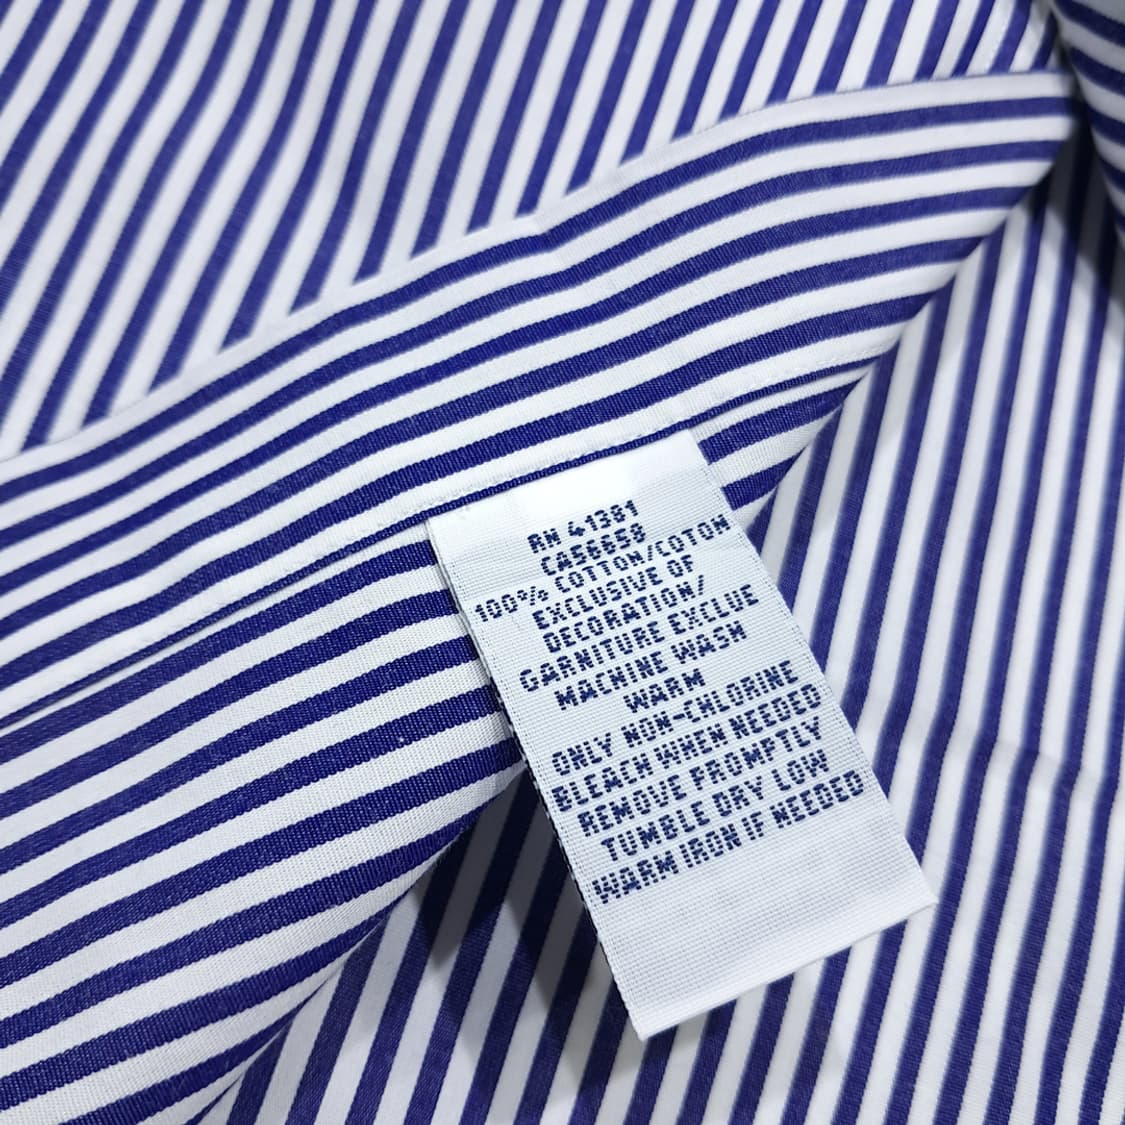 RN 41381
CA56658
100% COTTON/COTON
EXCLUSIVE OF
DECORATION/
GARNITURE EXCLUE
MACHINE WASH
WARM
ONLY NON-CHLORINE
BLEACH WHEN NEEDED
REMOVE PROMPTLY
TUMBLE DRY LOW
WARM IRON IF NEEDED